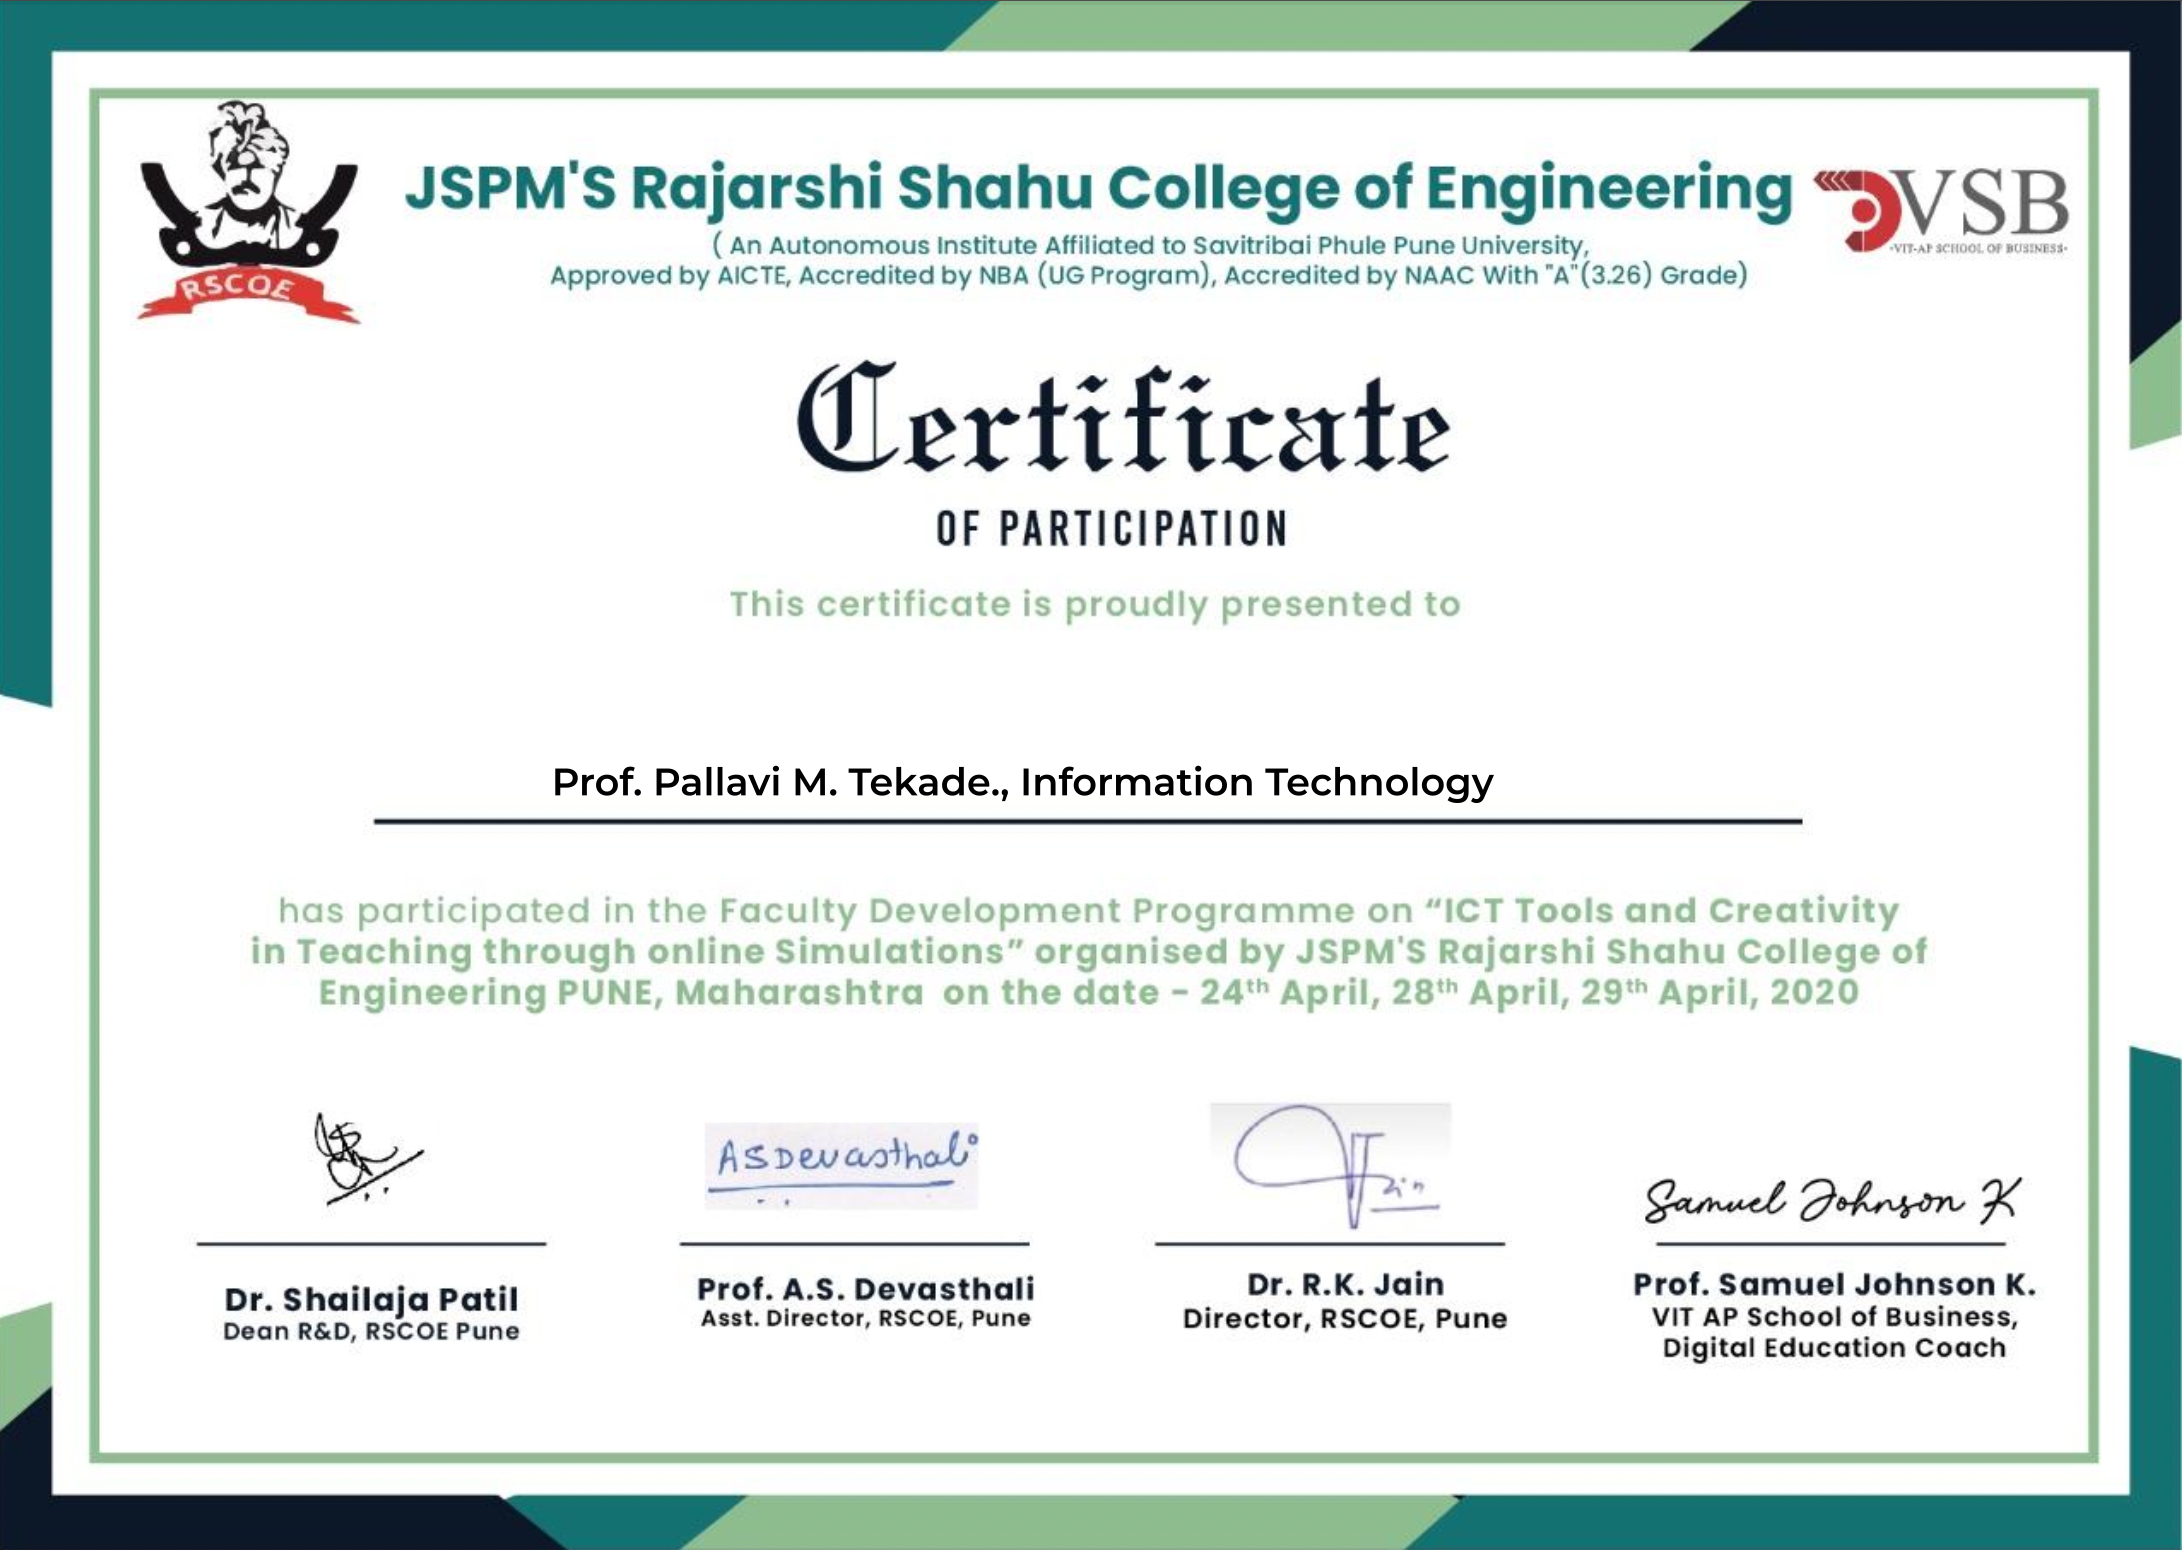 JSPM'S Rajarshi Shahu College of Engineering
( An Autonomous Institute Affiliated to Savitribai Phule Pune University,
Approved by AICTE, Accredited by NBA (UG Program), Accredited by NAAC With "A"(3.26) Grade)
RSCOE
VSB
·VIT-AP SCHOOL OF BUSINESS·
Certificate
OF PARTICIPATION
This certificate is proudly presented to
Prof. Pallavi M. Tekade., Information Technology
has participated in the Faculty Development Programme on “ICT Tools and Creativity
in Teaching through online Simulations” organised by JSPM'S Rajarshi Shahu College of
Engineering PUNE, Maharashtra on the date - 24th April, 28th April, 29th April, 2020
ASDevasthali
Jain
Samuel Johnson K
Dr. Shailaja Patil
Dean R&D, RSCOE Pune
Prof. A.S. Devasthali
Asst. Director, RSCOE, Pune
Dr. R.K. Jain
Director, RSCOE, Pune
Prof. Samuel Johnson K.
VIT AP School of Business,
Digital Education Coach